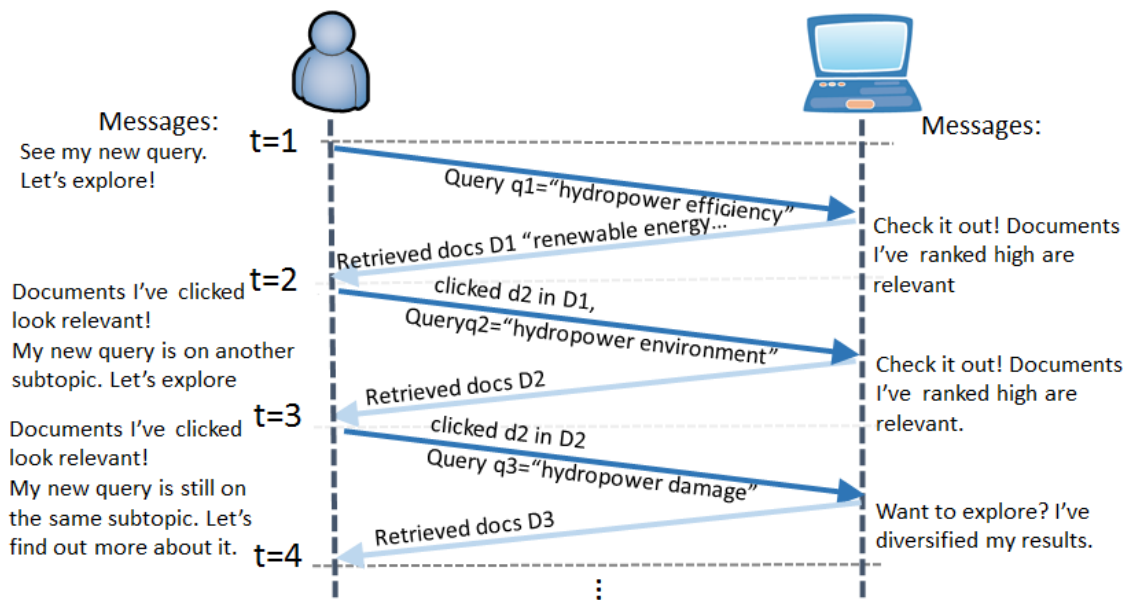 Messages:
Messages:
t=1
See my new query.
Let's explore!
Query q1="hydropower efficiency"
Retrieved docs D1 "renewable energy...
Check it out! Documents
I've ranked high are
relevant
t=2
Documents I've clicked
look relevant!
My new query is on another
subtopic. Let's explore
clicked d2 in D1,
Queryq2="hydropower environment"
Retrieved docs D2
Check it out! Documents
I've ranked high are
relevant.
t=3
Documents I've clicked
look relevant!
My new query is still on
the same subtopic. Let's
find out more about it.
clicked d2 in D2
Query q3="hydropower damage"
Retrieved docs D3
Want to explore? I've
diversified my results.
t=4
⋮